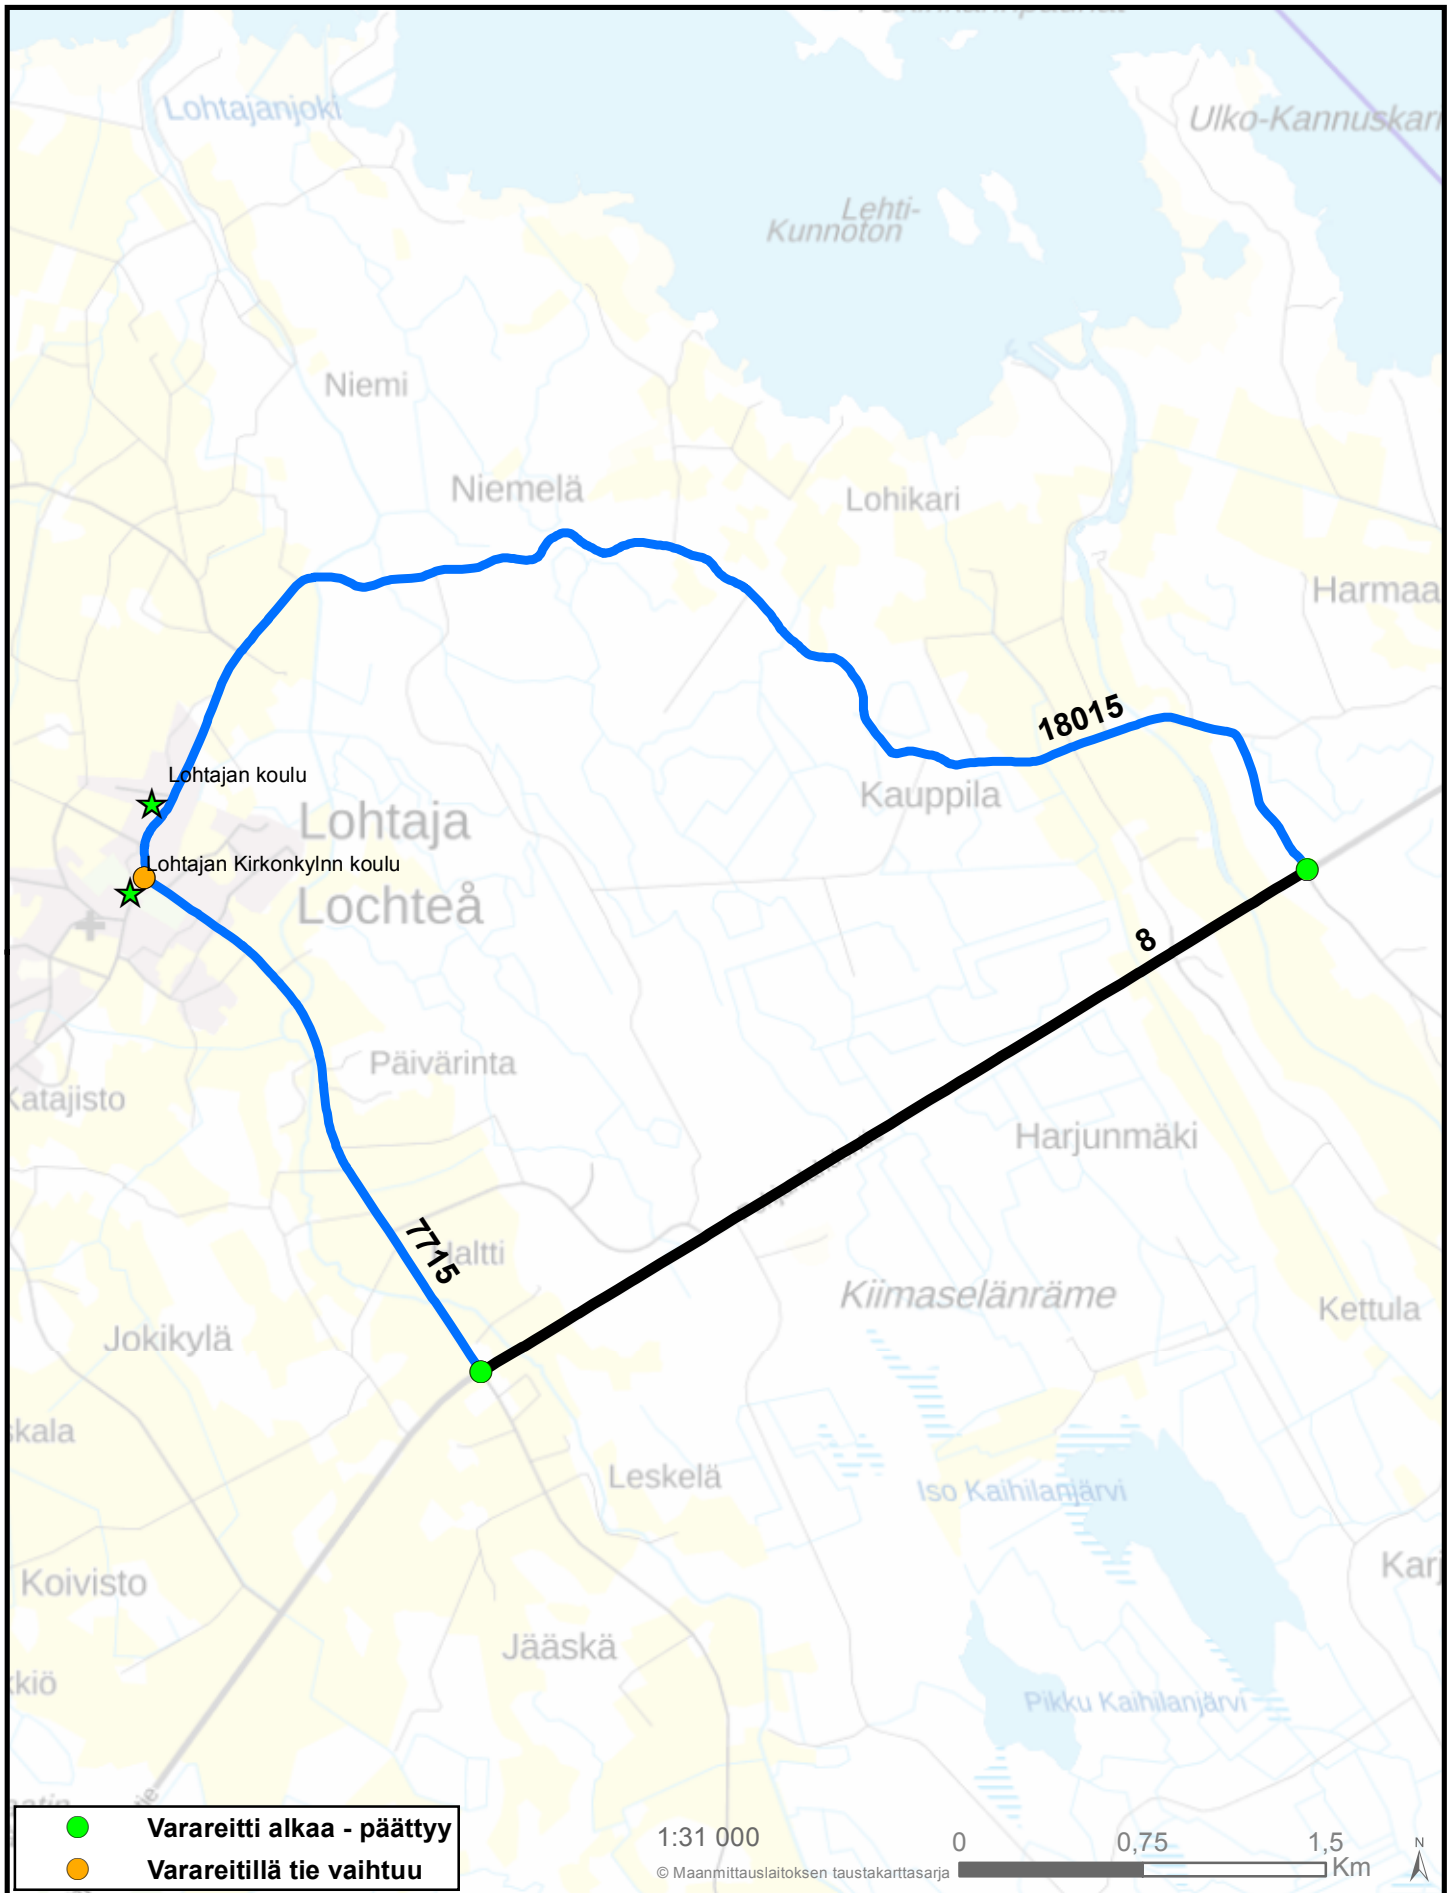 Lohtajanjoki
Ulko-Kannuskari
Lehti-
Kunnoton
Niemi
Niemelä
Lohikari
Harmaa
18015
Lohtajan koulu
Kauppila
Lohtaja
Lohtajan Kirkonkylnn koulu
Lochteå
8
Päivärinta
Katajisto
Harjunmäki
7715
Haltti
Kiimaselänräme
Kettula
Jokikylä
skala
Leskelä
Iso Kaihilanjärvi
Koivisto
Karj
Jääskä
kiö
Pikku Kaihilanjärvi
Varareitti alkaa - päättyy
Varareitillä tie vaihtuu
1:31 000
© Maanmittauslaitoksen taustakarttasarja
0 0,75 1,5
Km
N